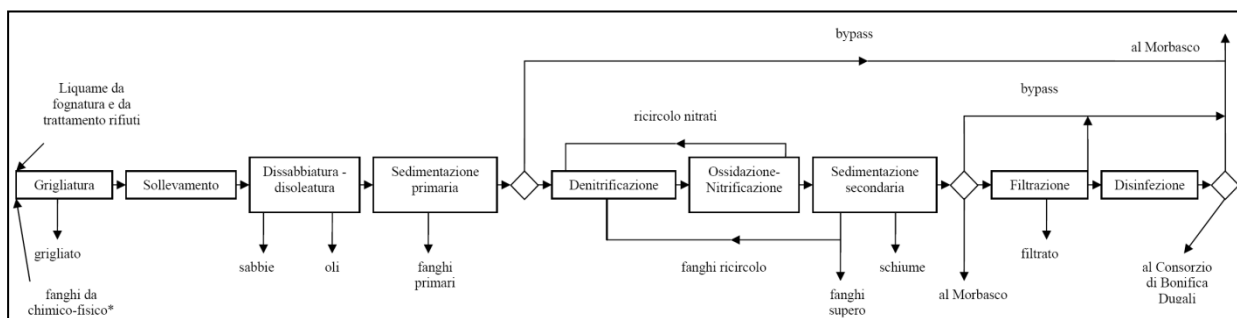 bypass
al Morbasco
Liquame da
fognatura e da
trattamento rifiuti
bypass
ricircolo nitrati
Grigliatura
Sollevamento
Dissabbiatura -
disoleatura
Sedimentazione
primaria
Denitrificazione
Ossidazione-
Nitrificazione
Sedimentazione
secondaria
Filtrazione
Disinfezione
grigliato
sabbie
oli
fanghi
primari
fanghi ricircolo
schiume
filtrato
fanghi da
chimico-fisico*
fanghi
supero
al Morbasco
al Consorzio
di Bonifica
Dugali